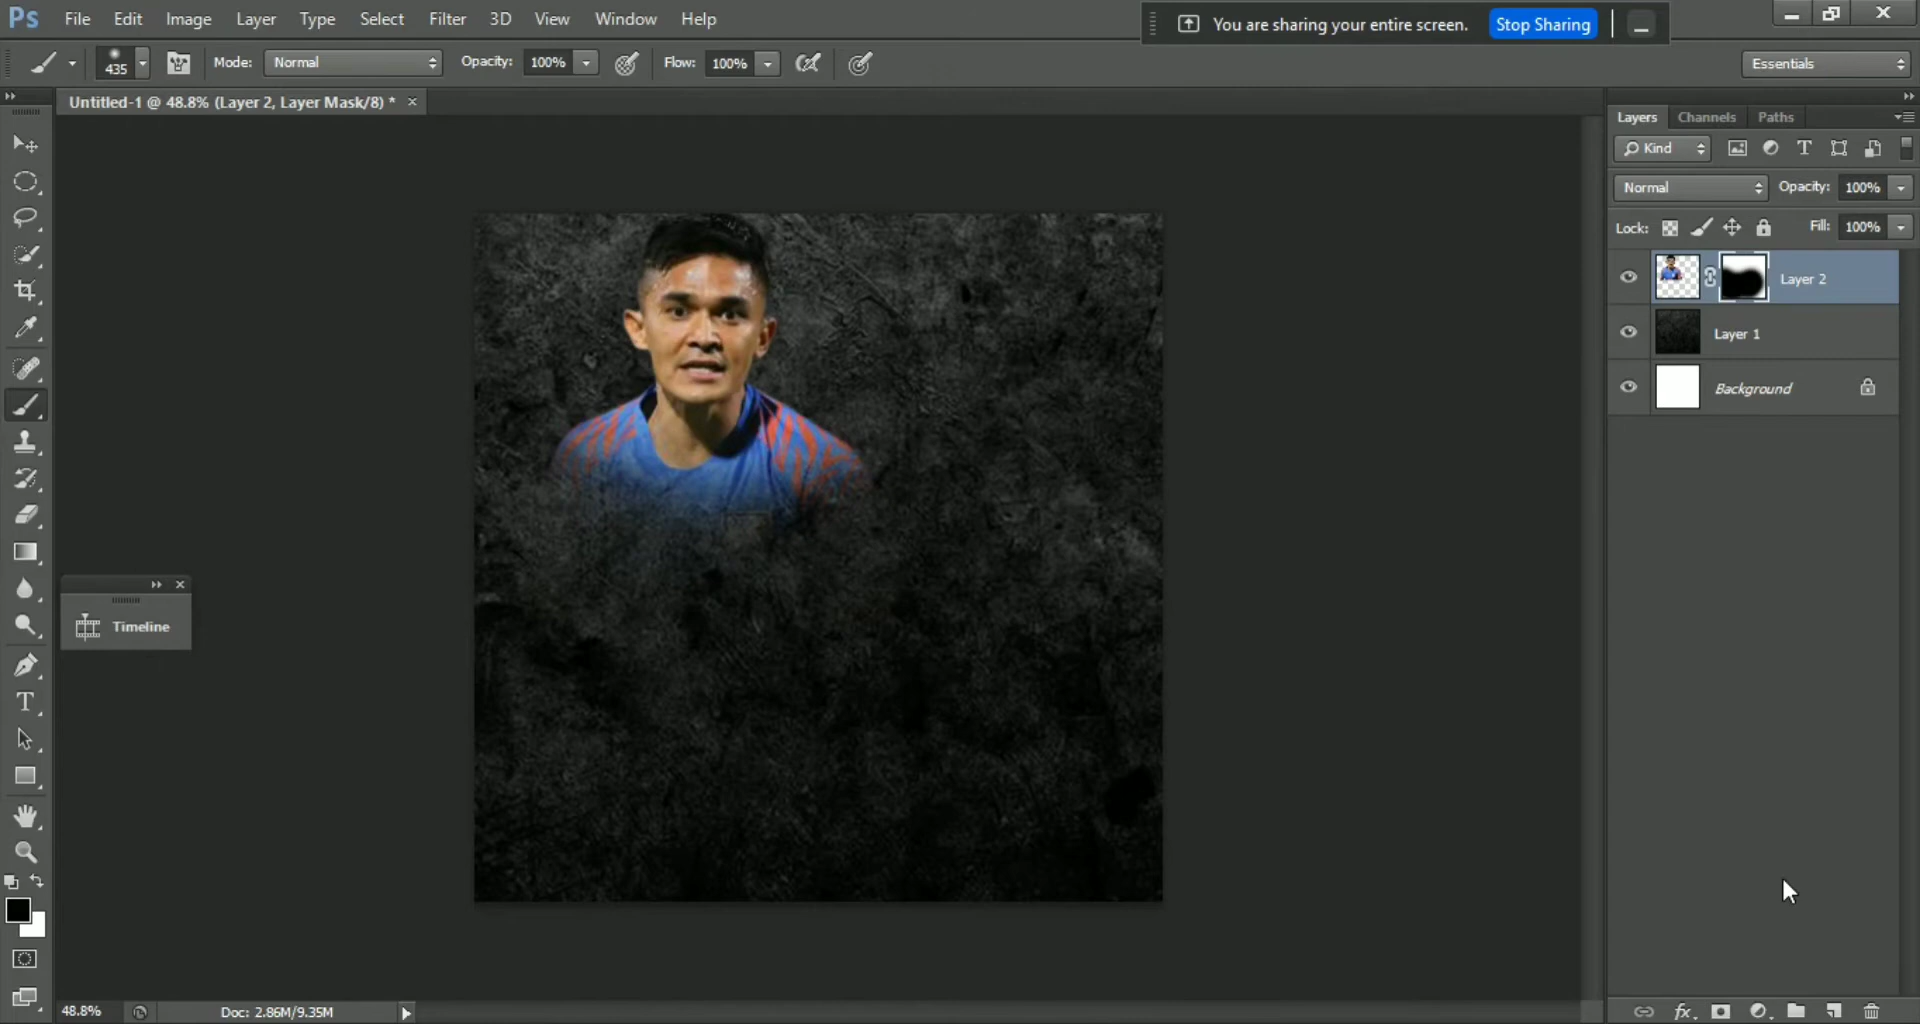 Ps File Edit Image Layer Type Select Filter 3D View Window Help
You are sharing your entire screen. Stop Sharing
435 Mode: Normal Opacity: 100% Flow: 100% Essentials
Untitled-1 @ 48.8% (Layer 2, Layer Mask/8) * ×
Layers Channels Paths
Kind
Normal Opacity: 100%
Lock: Fill: 100%
Layer 2
Layer 1
Background
Timeline
48.8% Doc: 2.86M/9.35M
fx